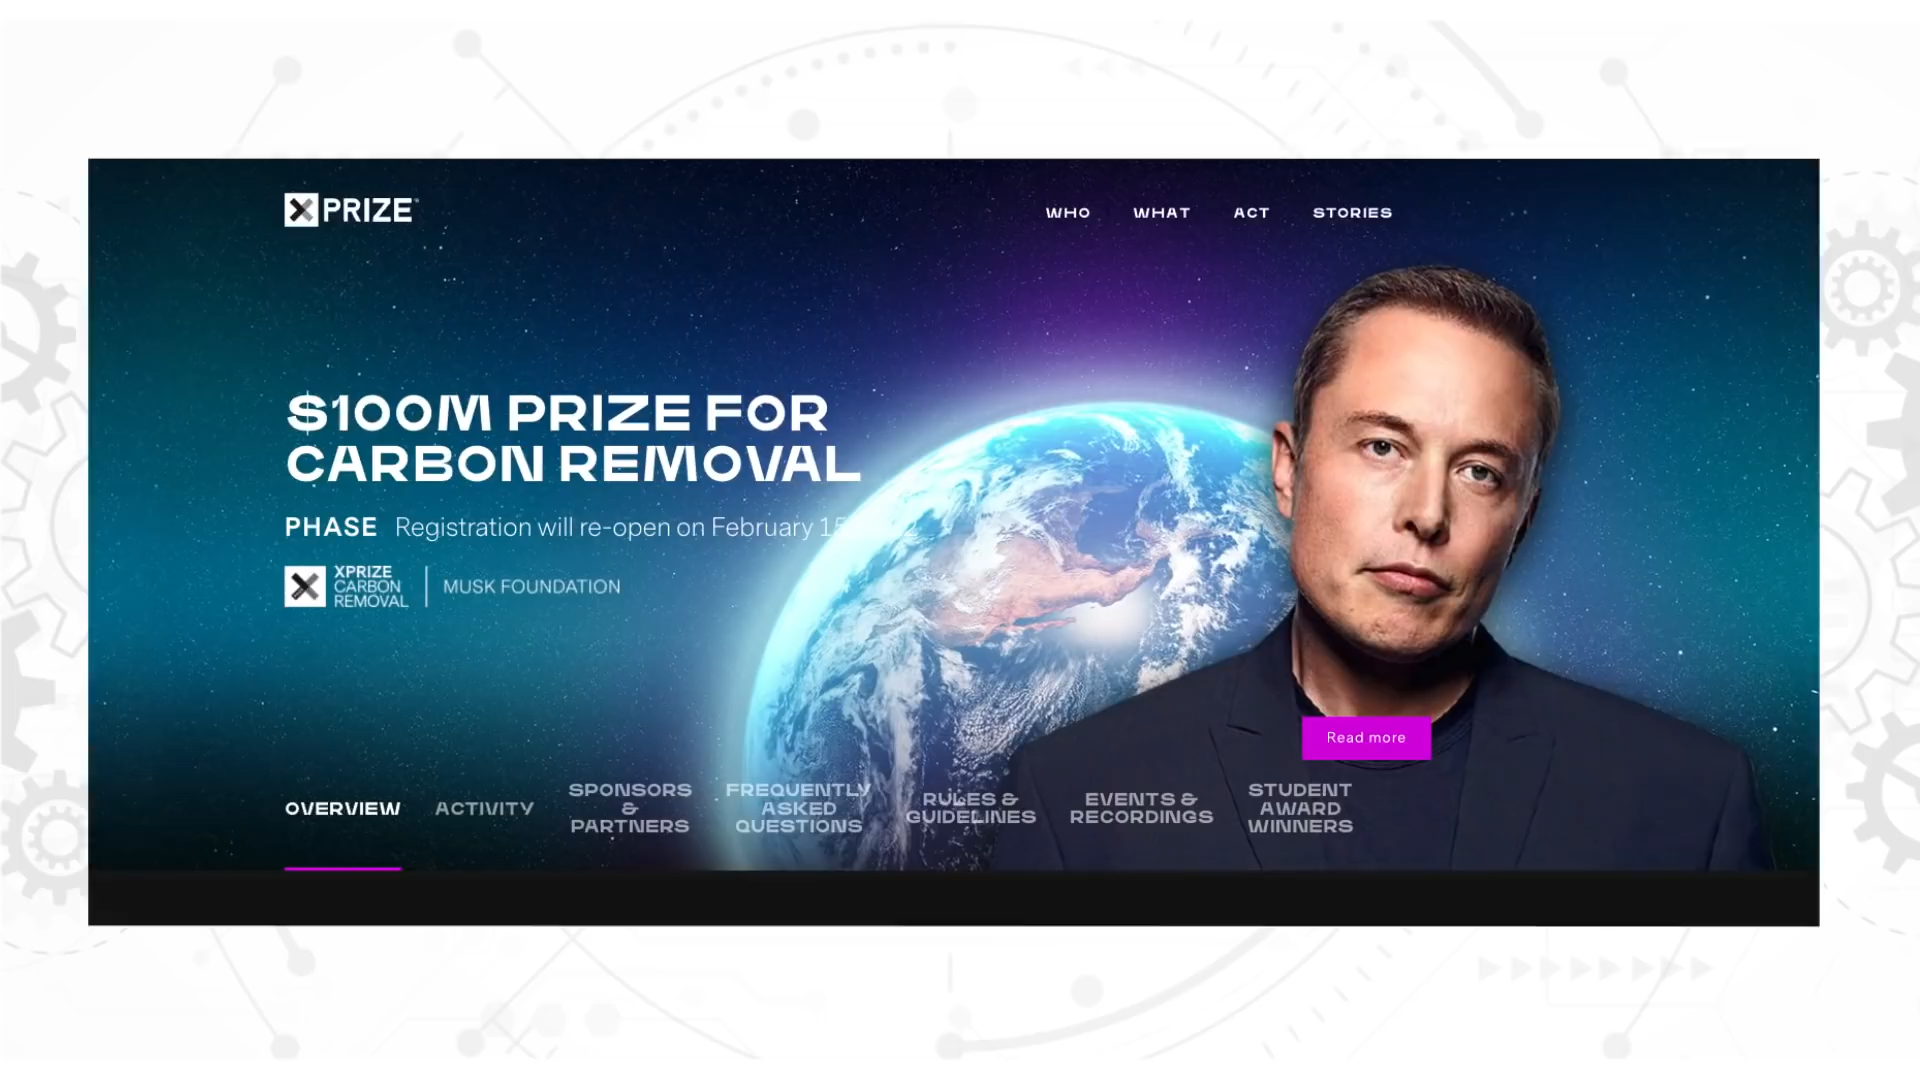 XPRIZE
WHO WHAT ACT STORIES
$100M PRIZE FOR
CARBON REMOVAL
PHASE Registration will re-open on February
XPRIZE
CARBON
REMOVAL
MUSK FOUNDATION
Read more
OVERVIEW
ACTIVITY
SPONSORS
&
PARTNERS
FREQUENTLY
ASKED
QUESTIONS
RULES &
GUIDELINES
EVENTS &
RECORDINGS
STUDENT
AWARD
WINNERS